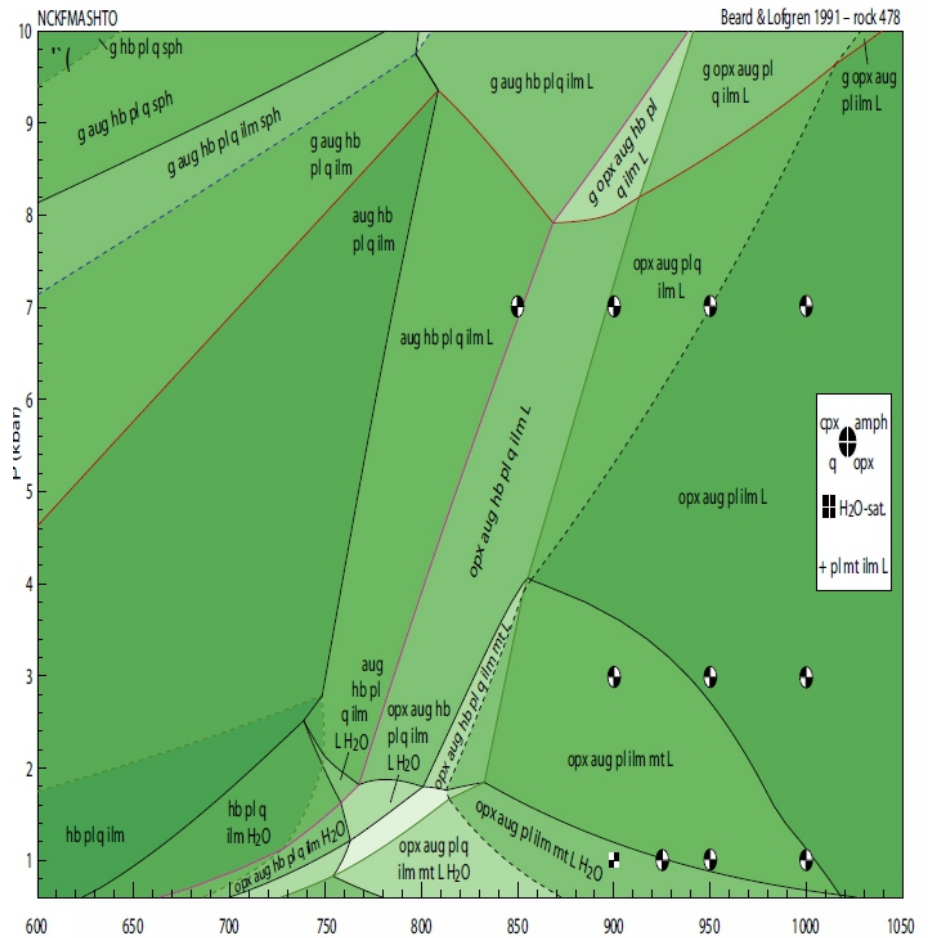 NCKFMASHTO
Beard & Lofgren 1991 – rock 478
10
9
8
7
6
5
4
3
2
1
g hb pl q sph
g aug hb pl q sph
g aug hb pl q ilm sph
g aug hb
pl q ilm
aug hb
pl q ilm
g aug hb pl q ilm L
g opx aug hb pl
q ilm L
g opx aug pl
q ilm L
g opx aug
pl ilm L
opx aug pl q
ilm L
aug hb pl q ilm L
opx aug hb pl q ilm L
opx aug pl ilm L
cpx amph
q opx
H2O-sat.
+ pl mt ilm L
aug
hb pl
q ilm
L H2O
opx aug hb
pl q ilm
L H2O
opx aug hb pl q ilm mt L
opx aug pl ilm mt L
hb pl q ilm
hb pl q
ilm H2O
opx aug hb pl q ilm H2O
opx aug pl q
ilm mt L H2O
opx aug pl ilm mt L H2O
600 650 700 750 800 850 900 950 1000 1050